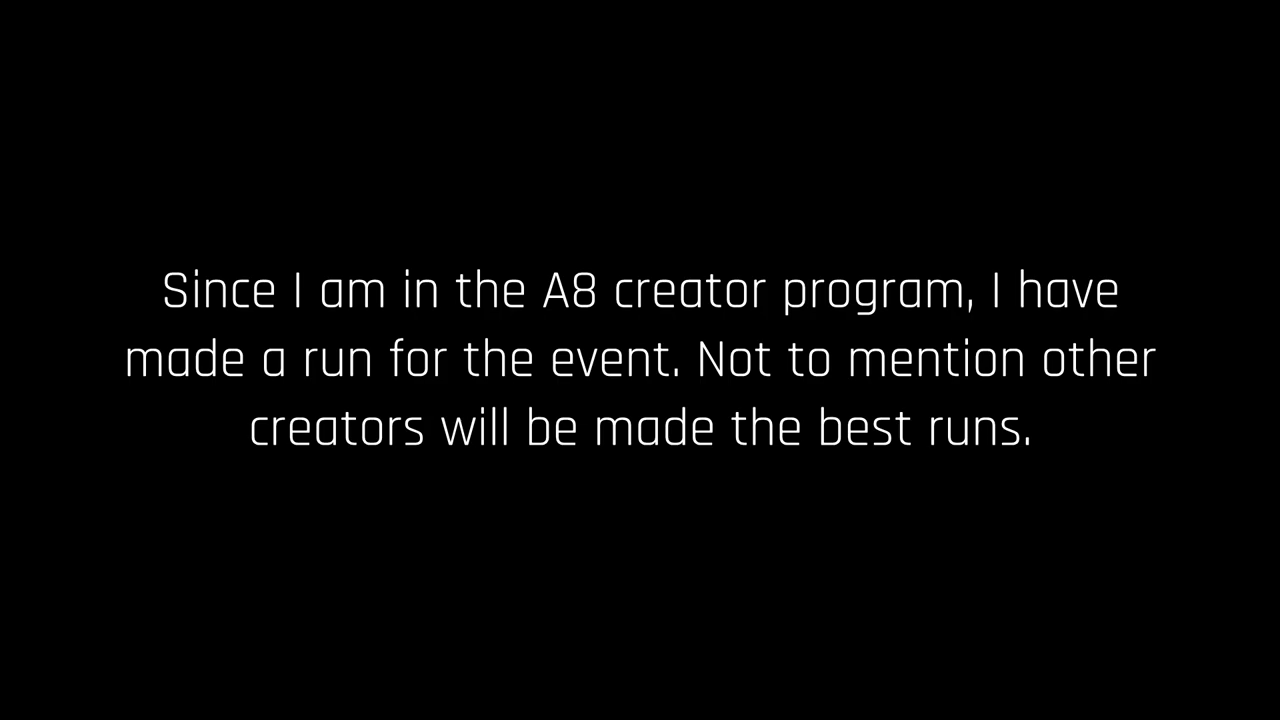 Since I am in the A8 creator program, I have
made a run for the event. Not to mention other
creators will be made the best runs.